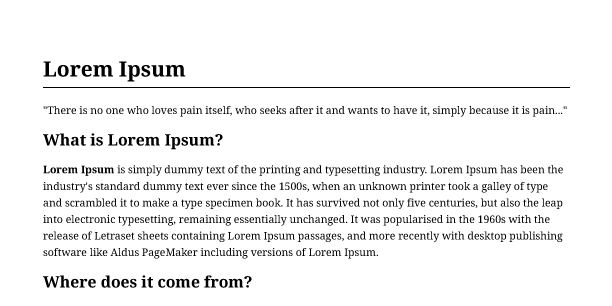 Lorem Ipsum
"There is no one who loves pain itself, who seeks after it and wants to have it, simply because it is pain..."
What is Lorem Ipsum?
Lorem Ipsum is simply dummy text of the printing and typesetting industry. Lorem Ipsum has been the
industry's standard dummy text ever since the 1500s, when an unknown printer took a galley of type
and scrambled it to make a type specimen book. It has survived not only five centuries, but also the leap
into electronic typesetting, remaining essentially unchanged. It was popularised in the 1960s with the
release of Letraset sheets containing Lorem Ipsum passages, and more recently with desktop publishing
software like Aldus PageMaker including versions of Lorem Ipsum.
Where does it come from?